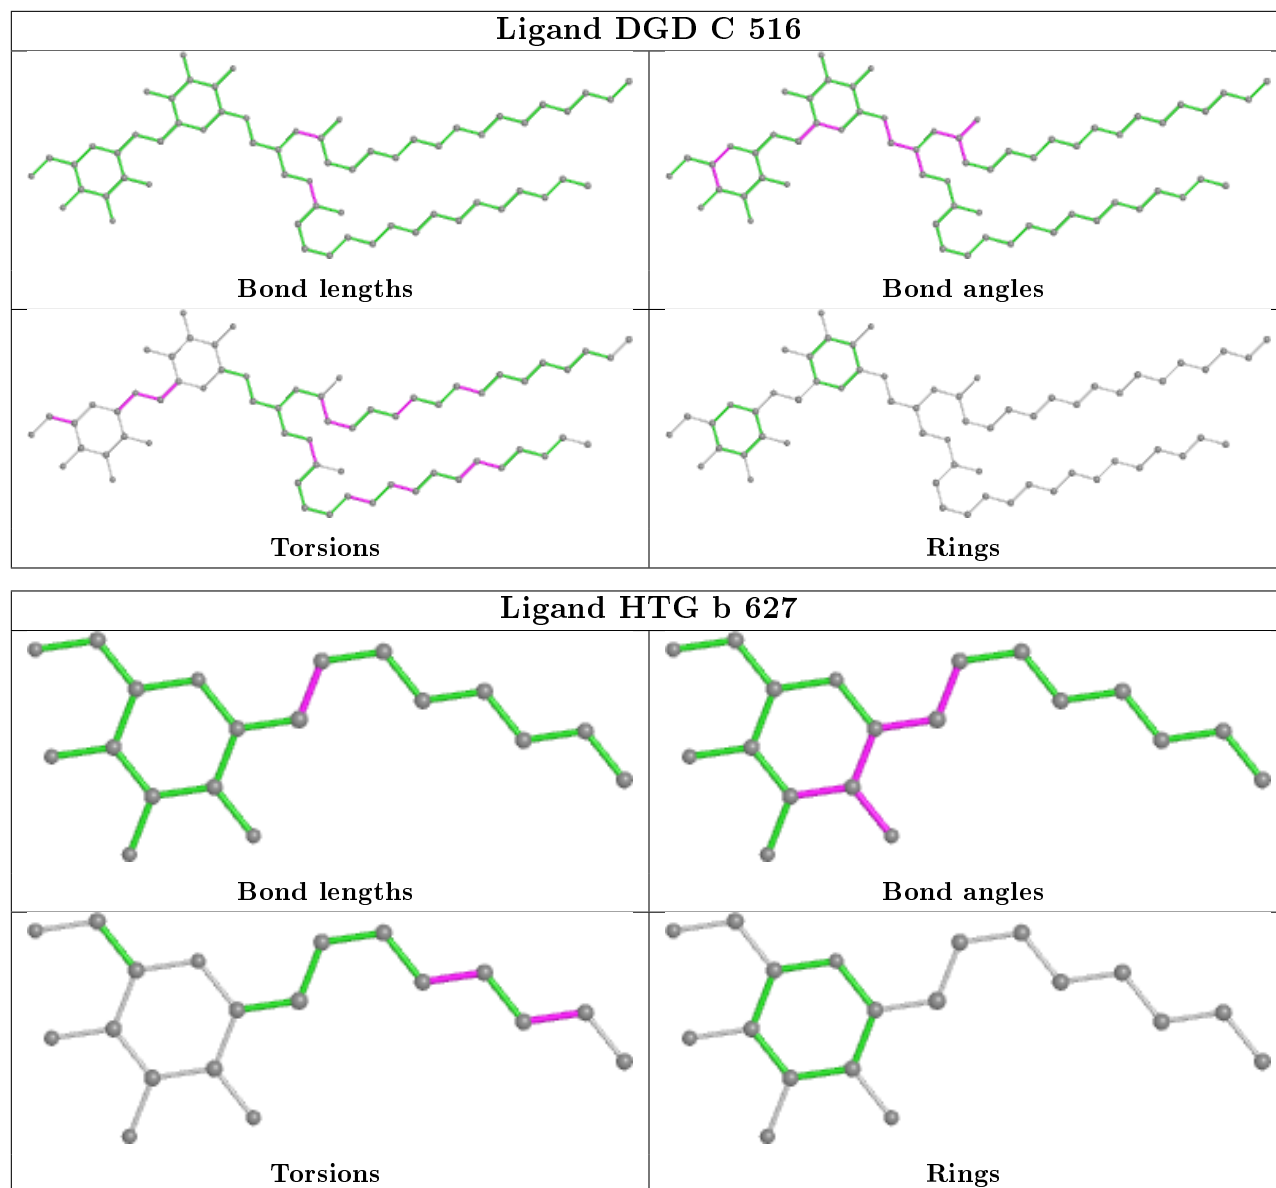 Ligand DGD C 516
Bond lengths
Bond angles
Torsions
Rings
Ligand HTG b 627
Bond lengths
Bond angles
Torsions
Rings